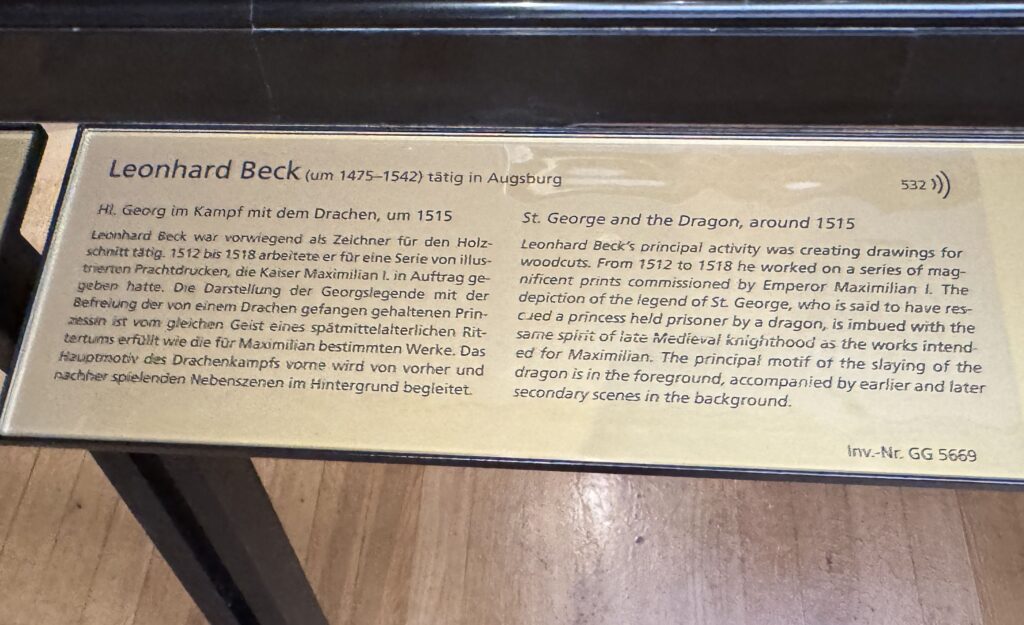 Leonhard Beck (um 1475–1542) tätig in Augsburg
532
Hl. Georg im Kampf mit dem Drachen, um 1515
Leonhard Beck war vorwiegend als Zeichner für den Holz-
schnitt tätig. 1512 bis 1518 arbeitete er für eine Serie von illus-
trierten Prachtdrucken, die Kaiser Maximilian I. in Auftrag ge-
geben hatte. Die Darstellung der Georgslegende mit der
Befreiung der von einem Drachen gefangen gehaltenen Prin-
zessin ist vom gleichen Geist eines spätmittelalterlichen Rit-
tertums erfüllt wie die für Maximilian bestimmten Werke. Das
Hauptmotiv des Drachenkampfs vorne wird von vorher und
nachher spielenden Nebenszenen im Hintergrund begleitet.
St. George and the Dragon, around 1515
Leonhard Beck's principal activity was creating drawings for
woodcuts. From 1512 to 1518 he worked on a series of mag-
nificent prints commissioned by Emperor Maximilian I. The
depiction of the legend of St. George, who is said to have res-
cued a princess held prisoner by a dragon, is imbued with the
same spirit of late Medieval knighthood as the works intend-
ed for Maximilian. The principal motif of the slaying of the
dragon is in the foreground, accompanied by earlier and later
secondary scenes in the background.
Inv.-Nr. GG 5669